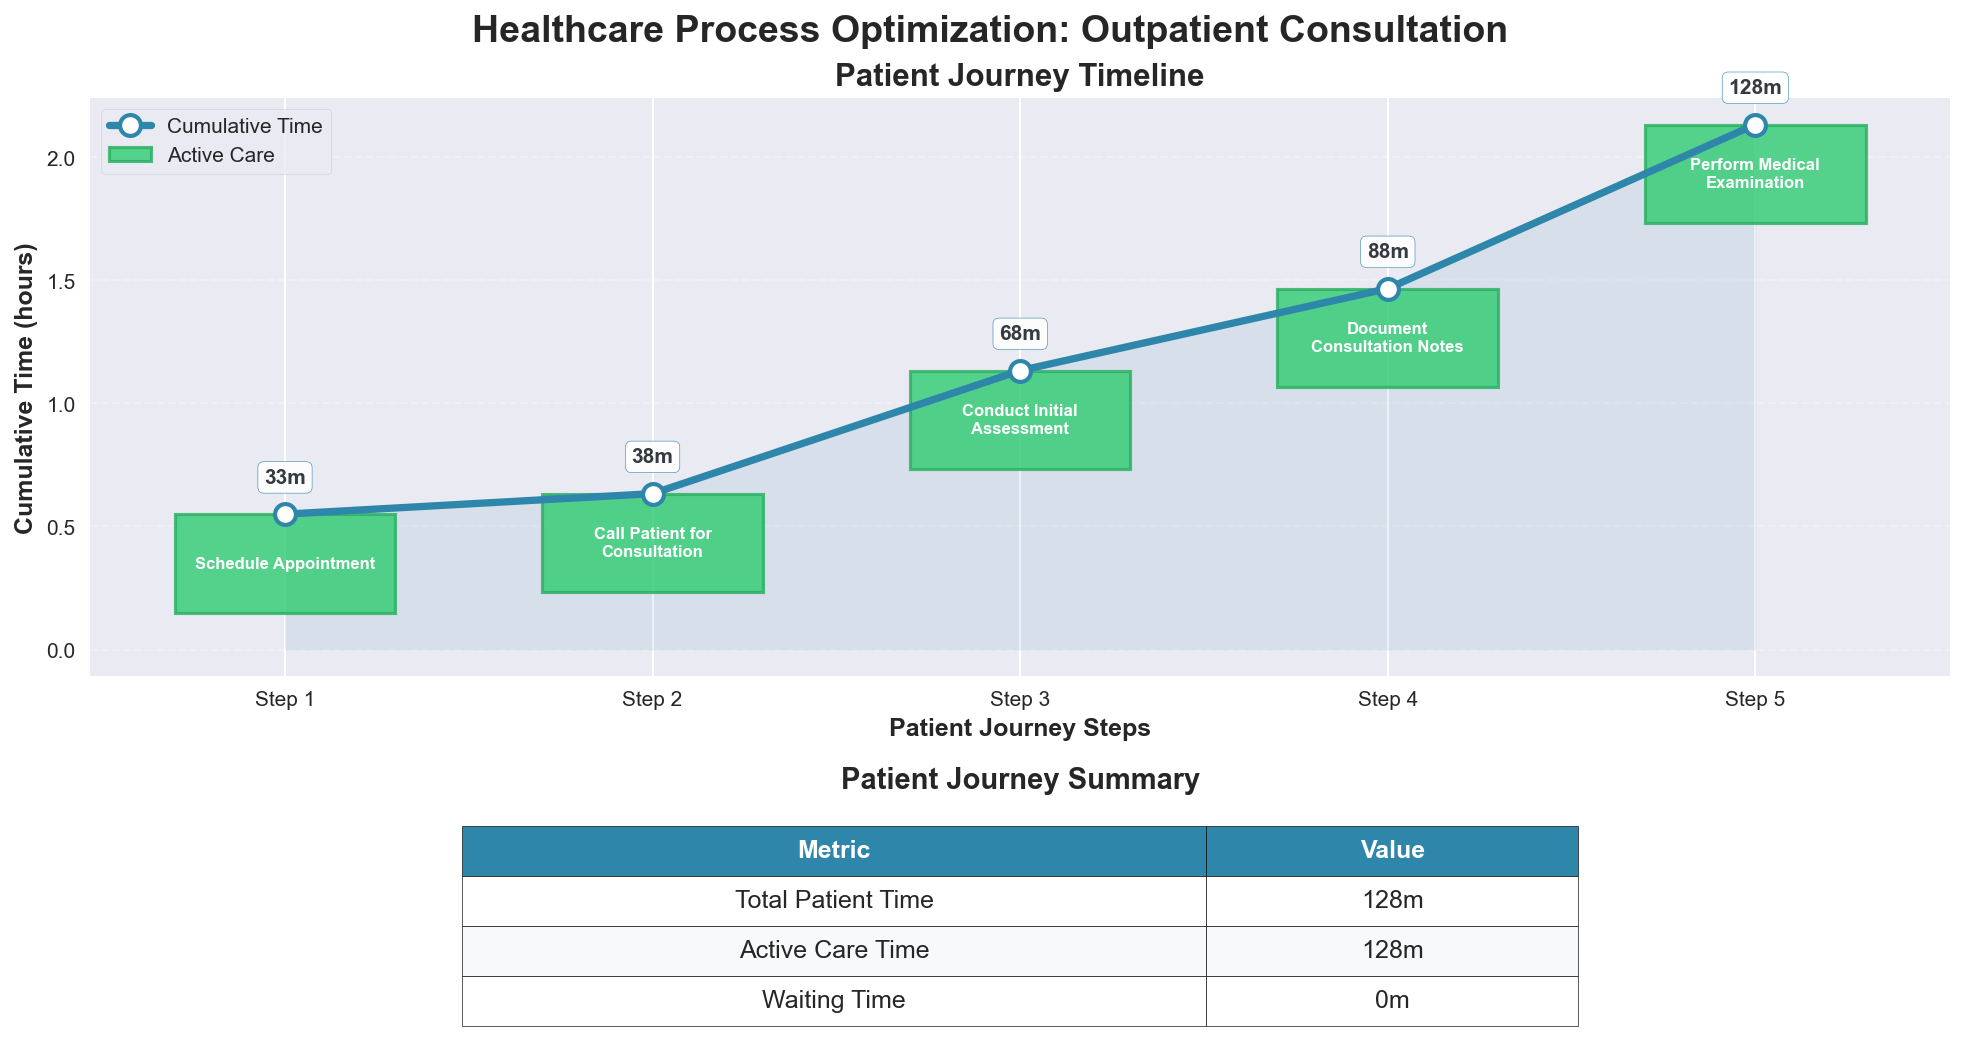 Healthcare Process Optimization: Outpatient Consultation
Patient Journey Timeline
Cumulative Time
Active Care
Cumulative Time (hours)
2.0
1.5
1.0
0.5
0.0
33m
Schedule Appointment
38m
Call Patient for
Consultation
68m
Conduct Initial
Assessment
88m
Document
Consultation Notes
128m
Perform Medical
Examination
Step 1 Step 2 Step 3 Step 4 Step 5
Patient Journey Steps
Patient Journey Summary
Metric Value
Total Patient Time 128m
Active Care Time 128m
Waiting Time 0m